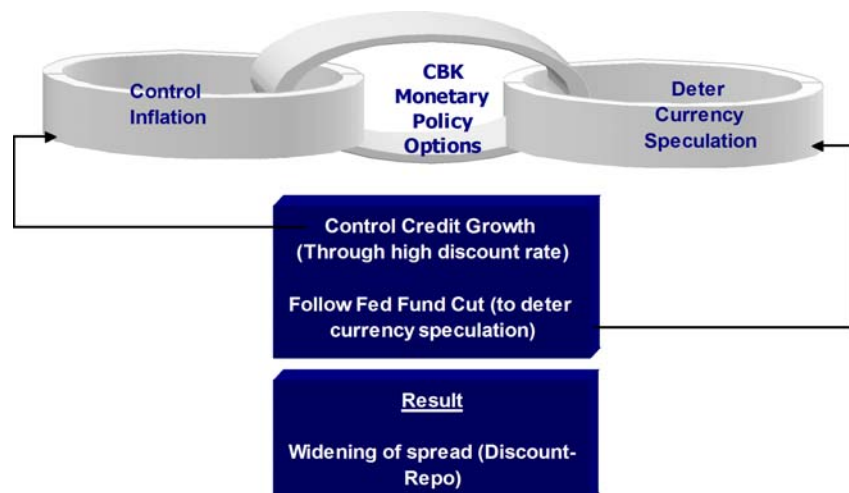 Control
Inflation
CBK
Monetary
Policy
Options
Deter
Currency
Speculation
Control Credit Growth
(Through high discount rate)
Follow Fed Fund Cut (to deter
currency speculation)
Result
Widening of spread (Discount-
Repo)